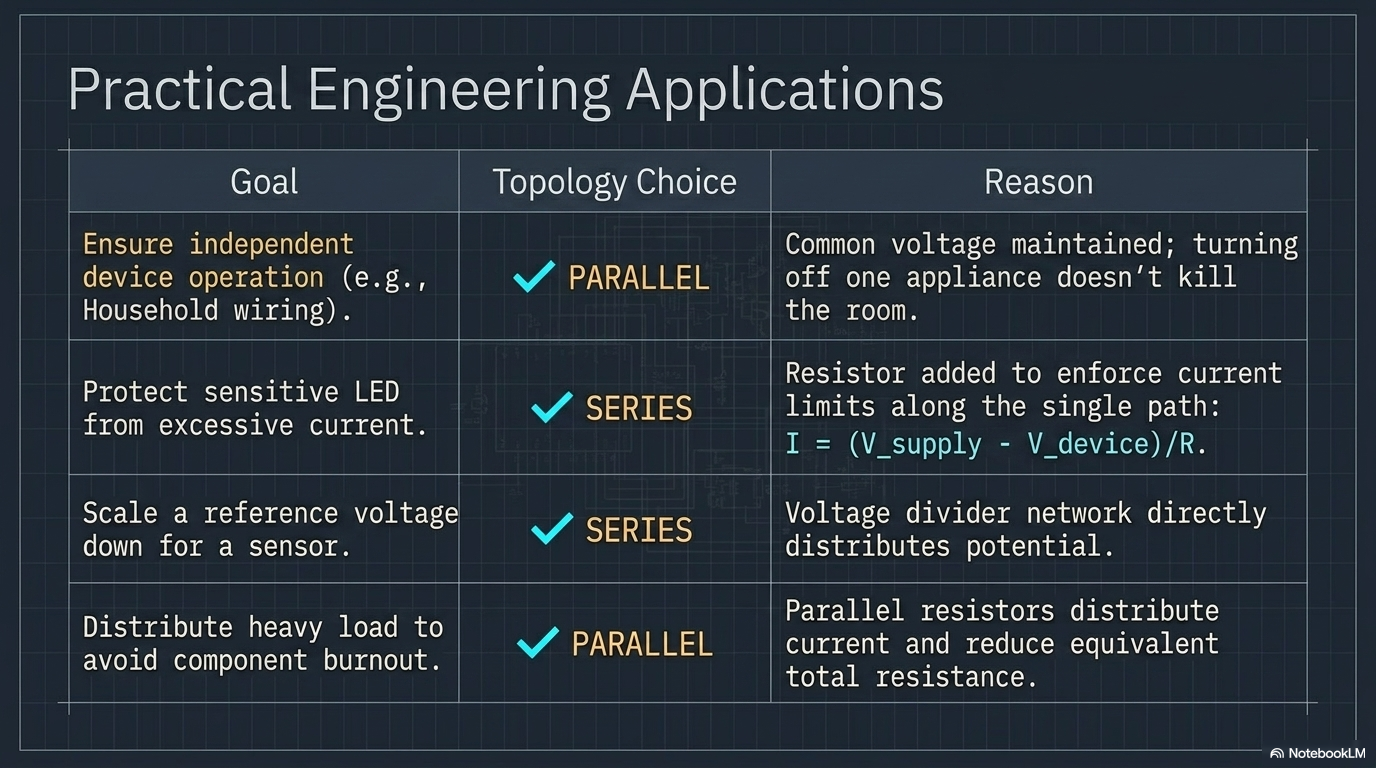 Practical Engineering Applications
Goal
Topology Choice
Reason
Ensure independent
device operation (e.g.,
Household wiring).
PARALLEL
Common voltage maintained; turning
off one appliance doesn't kill
the room.
Protect sensitive LED
from excessive current.
SERIES
Resistor added to enforce current
limits along the single path:
I = (V_supply - V_device)/R.
Scale a reference voltage
down for a sensor.
SERIES
Voltage divider network directly
distributes potential.
Distribute heavy load to
avoid component burnout.
PARALLEL
Parallel resistors distribute
current and reduce equivalent
total resistance.
NotebookLM